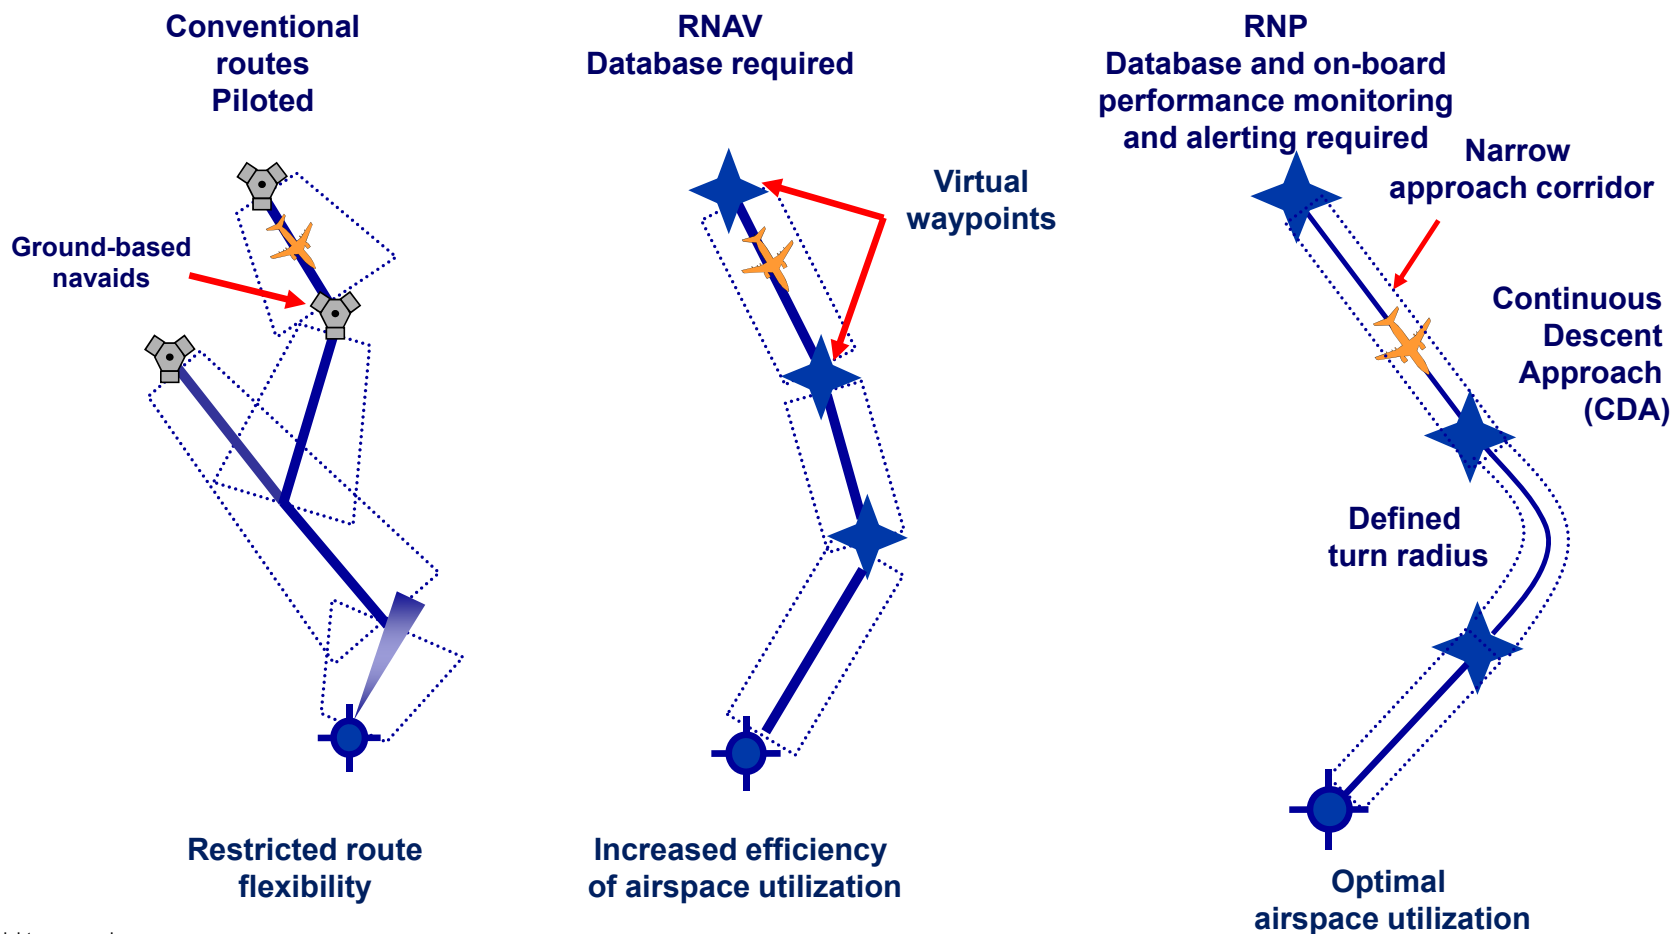 Conventional
routes
Piloted
Ground-based
navaids
Restricted route
flexibility
RNAV
Database required
Virtual
waypoints
Increased efficiency
of airspace utilization
RNP
Database and on-board
performance monitoring
and alerting required
Narrow
approach corridor
Continuous
Descent
Approach
(CDA)
Defined
turn radius
Optimal
airspace utilization